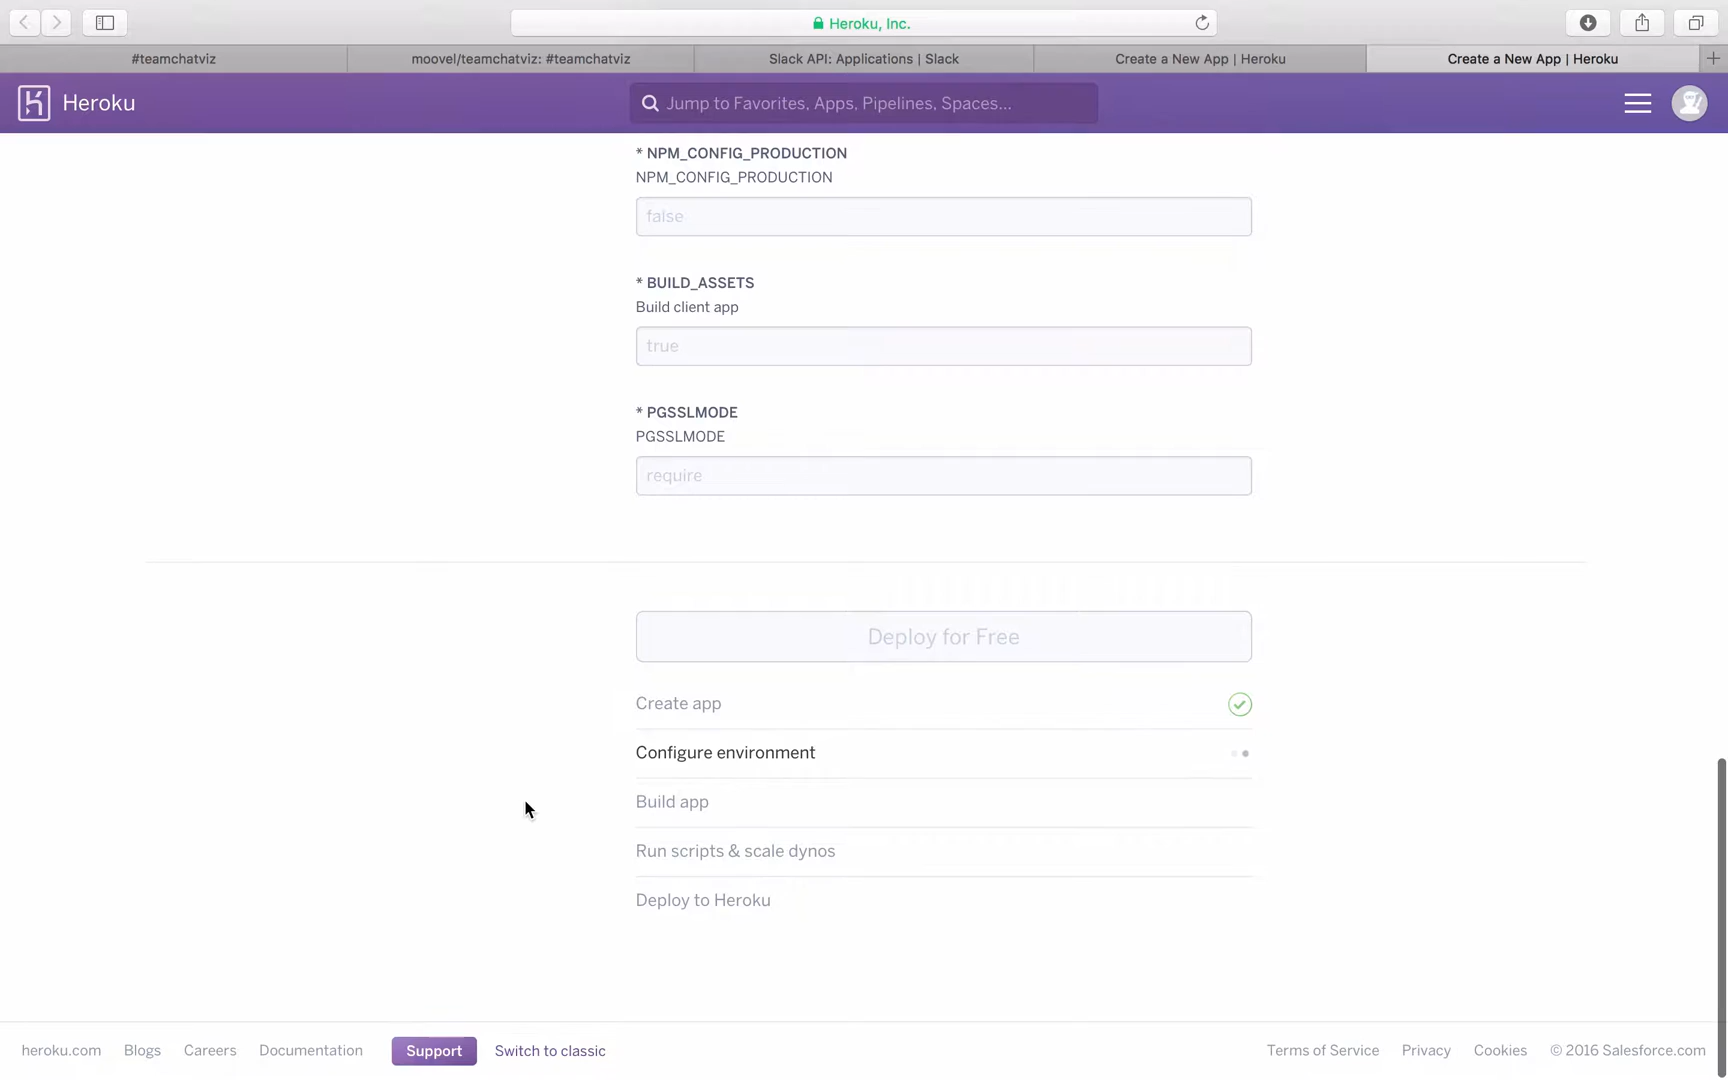 Heroku, Inc.
#teamchatviz
moovel/teamchatviz: #teamchatviz
Slack API: Applications | Slack
Create a New App | Heroku
Create a New App | Heroku
Heroku
Jump to Favorites, Apps, Pipelines, Spaces...
* NPM_CONFIG_PRODUCTION
NPM_CONFIG_PRODUCTION
false
* BUILD_ASSETS
Build client app
true
* PGSSLMODE
PGSSLMODE
require
Deploy for Free
Create app
Configure environment
Build app
Run scripts & scale dynos
Deploy to Heroku
heroku.com
Blogs
Careers
Documentation
Support
Switch to classic
Terms of Service
Privacy
Cookies
© 2016 Salesforce.com